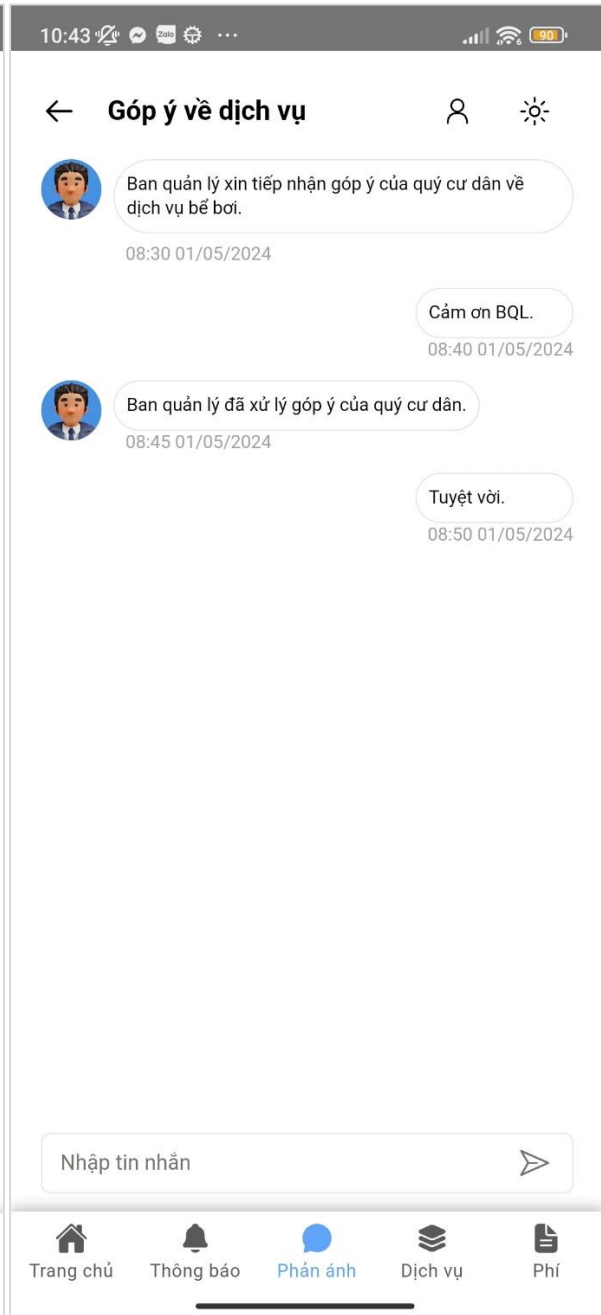 10:43
Zalo
90
Góp ý về dịch vụ
Ban quản lý xin tiếp nhận góp ý của quý cư dân về
dịch vụ bể bơi.
08:30 01/05/2024
Cảm ơn BQL.
08:40 01/05/2024
Ban quản lý đã xử lý góp ý của quý cư dân.
08:45 01/05/2024
Tuyệt vời.
08:50 01/05/2024
Nhập tin nhắn
Trang chủ Thông báo Phản ánh Dịch vụ Phí